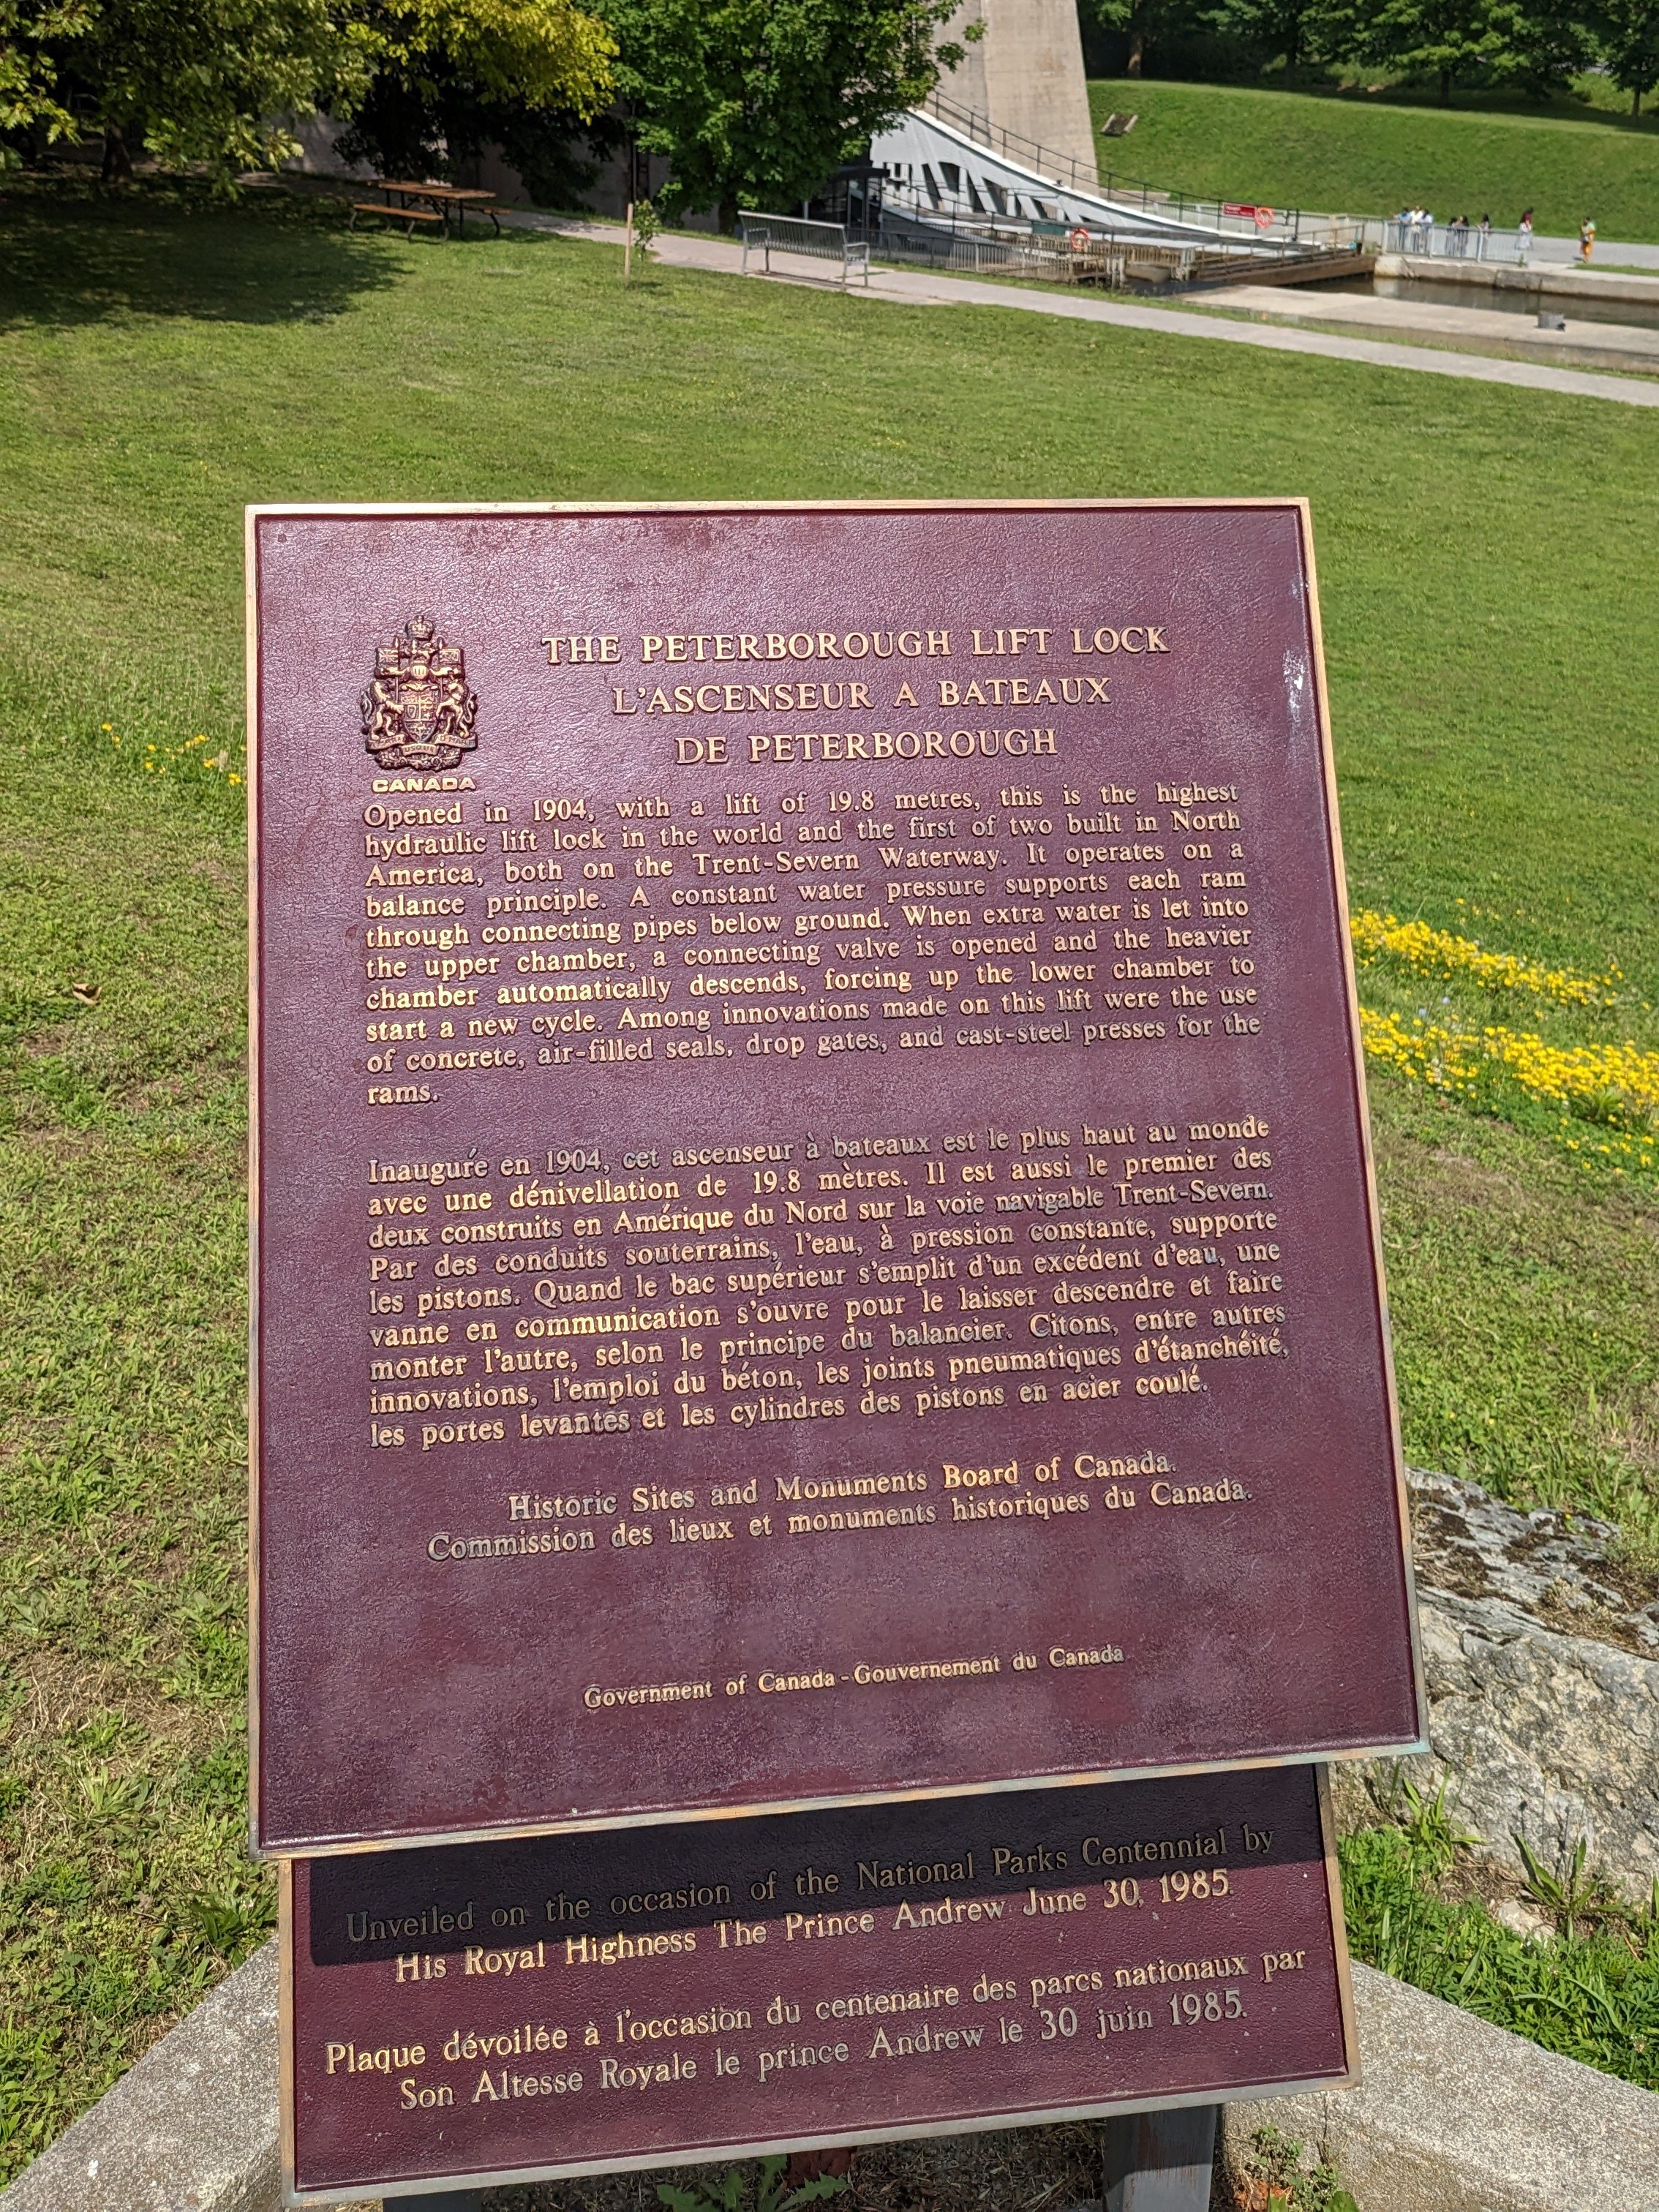 THE PETERBOROUGH LIFT LOCK
L'ASCENSEUR A BATEAUX
DE PETERBOROUGH
CANADA
Opened in 1904, with a lift of 19.8 metres, this is the highest
hydraulic lift lock in the world and the first of two built in North
America, both on the Trent-Severn Waterway. It operates on a
balance principle. A constant water pressure supports each ram
through connecting pipes below ground. When extra water is let into
the upper chamber, a connecting valve is opened and the heavier
chamber automatically descends, forcing up the lower chamber to
start a new cycle. Among innovations made on this lift were the use
of concrete, air-filled seals, drop gates, and cast-steel presses for the
rams.
Inauguré en 1904, cet ascenseur à bateaux est le plus haut au monde
avec une dénivellation de 19.8 mètres. Il est aussi le premier des
deux construits en Amérique du Nord sur la voie navigable Trent-Severn.
Par des conduits souterrains, l'eau, à pression constante, supporte
les pistons. Quand le bac supérieur s'emplit d'un excédent d'eau, une
vanne en communication s'ouvre pour le laisser descendre et faire
monter l'autre, selon le principe du balancier. Citons, entre autres
innovations, l'emploi du béton, les joints pneumatiques d'étanchéité,
les portes levantes et les cylindres des pistons en acier coulé.
Historic Sites and Monuments Board of Canada.
Commission des lieux et monuments historiques du Canada.
Government of Canada - Gouvernement du Canada
Unveiled on the occasion of the National Parks Centennial by
His Royal Highness The Prince Andrew June 30, 1985.
Plaque dévoilée à l'occasion du centenaire des parcs nationaux par
Son Altesse Royale le prince Andrew le 30 juin 1985.